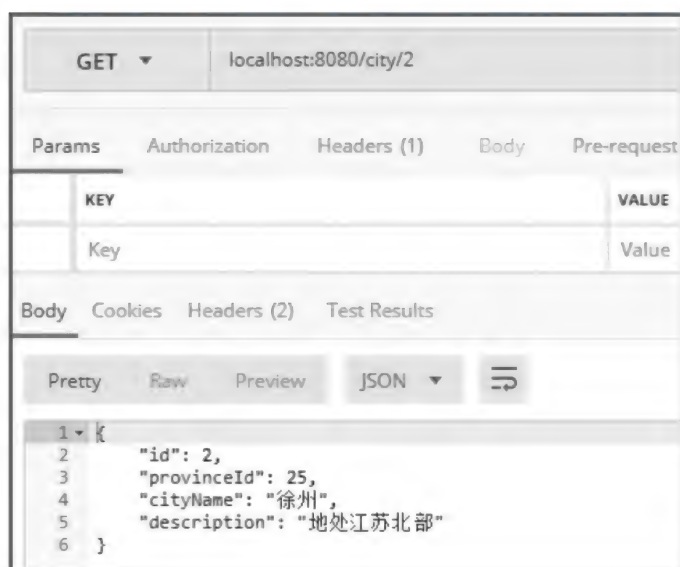 GET localhost:8080/city/2
Params Authorization Headers (1) Body Pre-request
KEY VALUE
Key Value
Body Cookies Headers (2) Test Results
Pretty Raw Preview JSON
1 {
2 "id": 2,
3 "provinceId": 25,
4 "cityName": "徐州",
5 "description": "地处江苏北部"
6 }